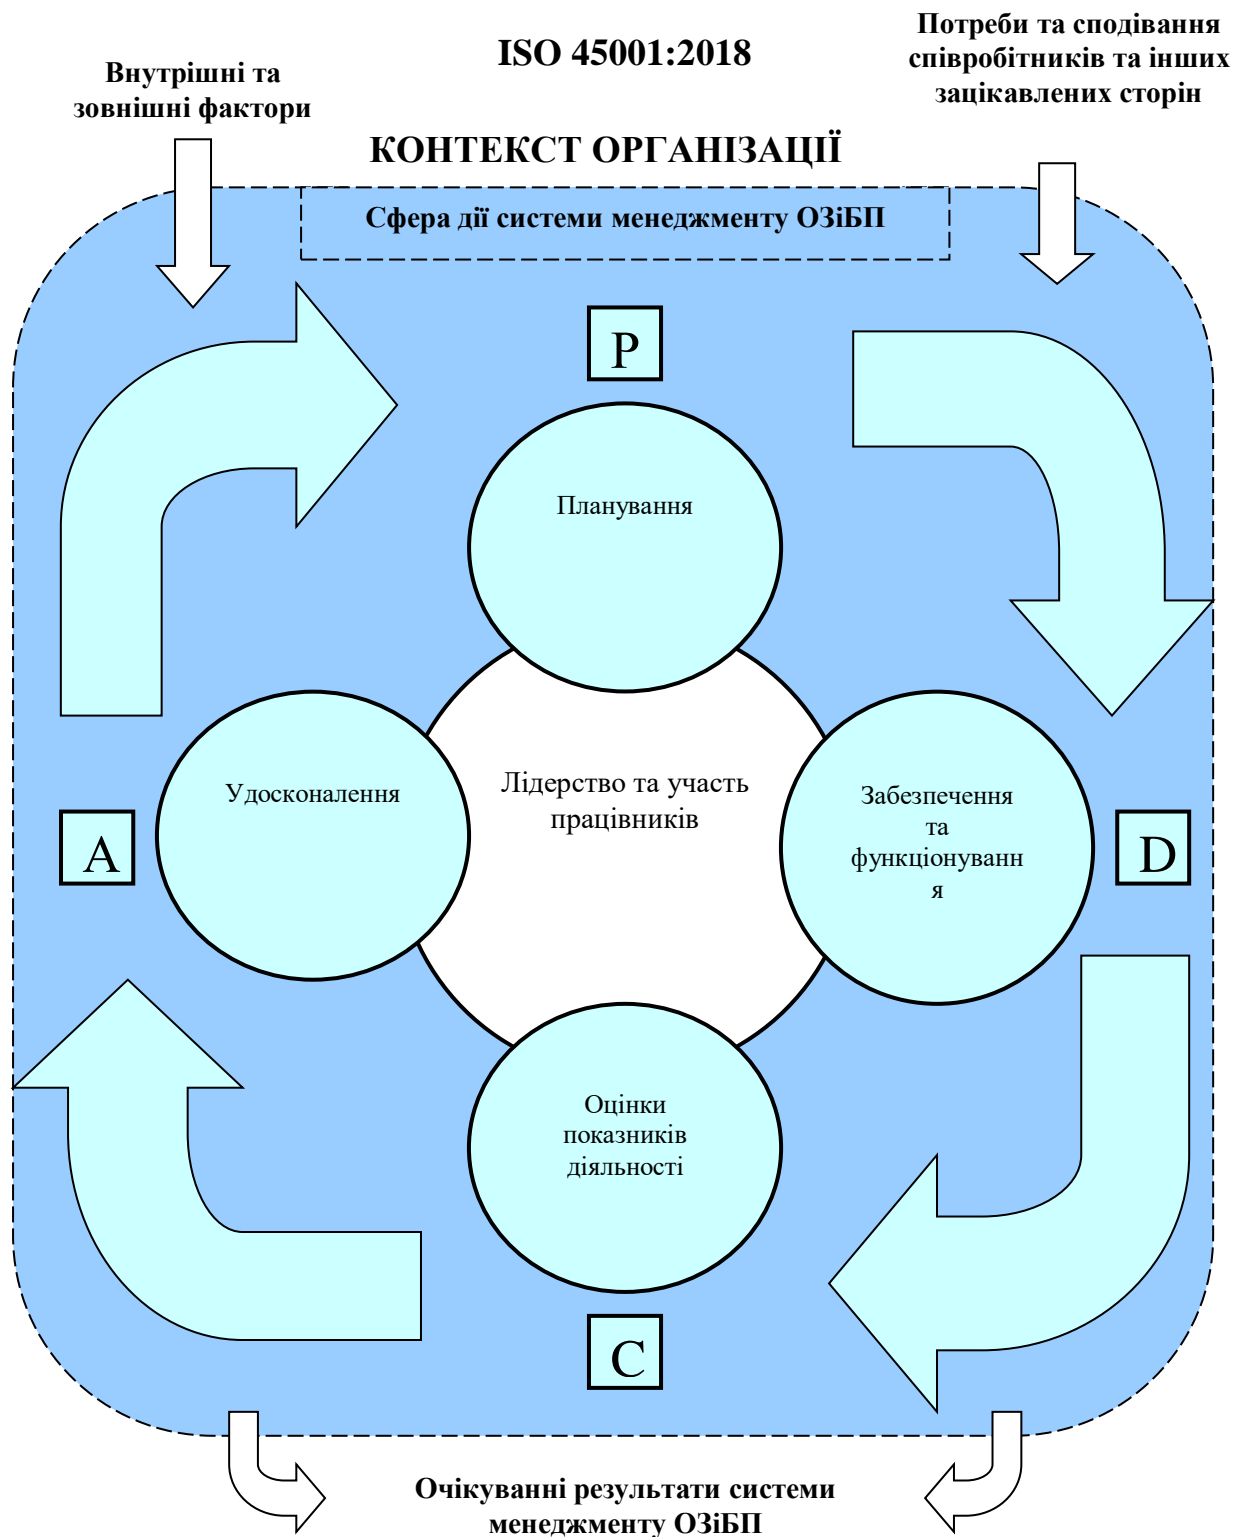 ISO 45001:2018
Внутрішні та
зовнішні фактори
Потреби та сподівання
співробітників та інших
зацікавлених сторін
КОНТЕКСТ ОРГАНІЗАЦІЇ
Сфера дії системи менеджменту ОЗіБП
P
Планування
Удосконалення
Лідерство та участь
працівників
Забезпечення
та
функціонуванн
я
A
D
Оцінки
показників
діяльності
C
Очікуванні результати системи
менеджменту ОЗіБП